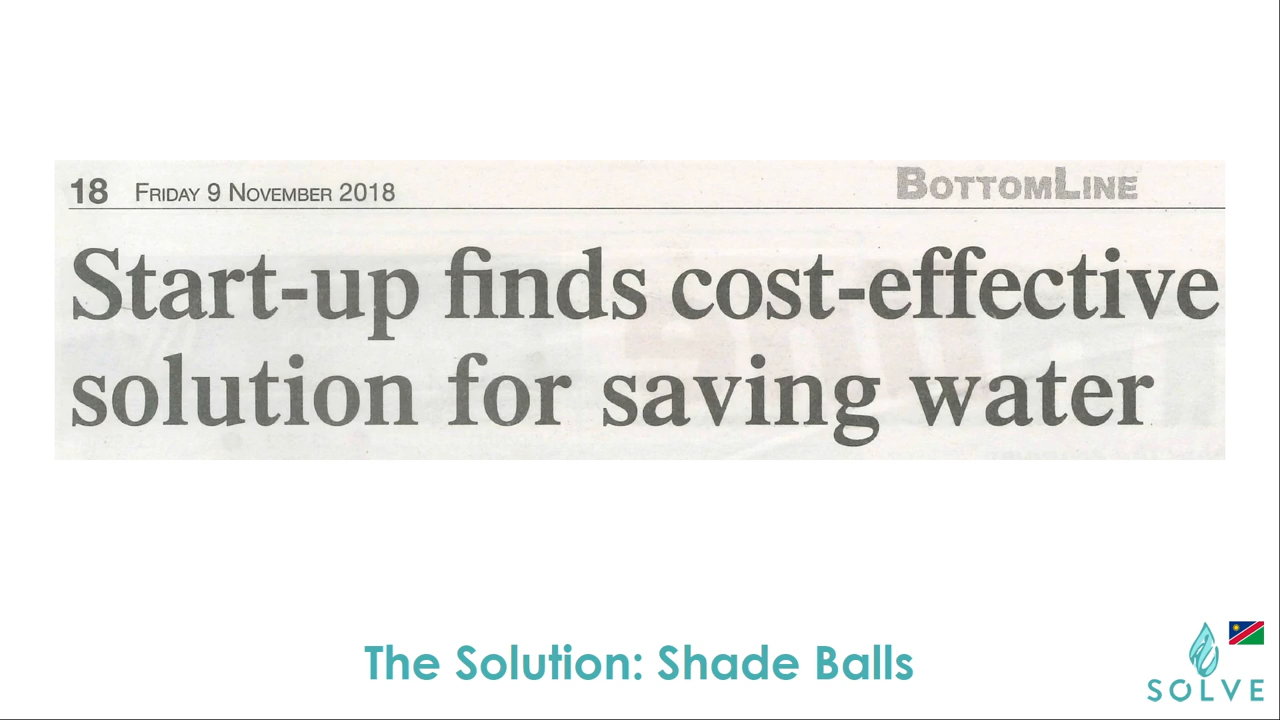 18 Friday 9 November 2018 BottomLine
Start-up finds cost-effective
solution for saving water
The Solution: Shade Balls
SOLVE